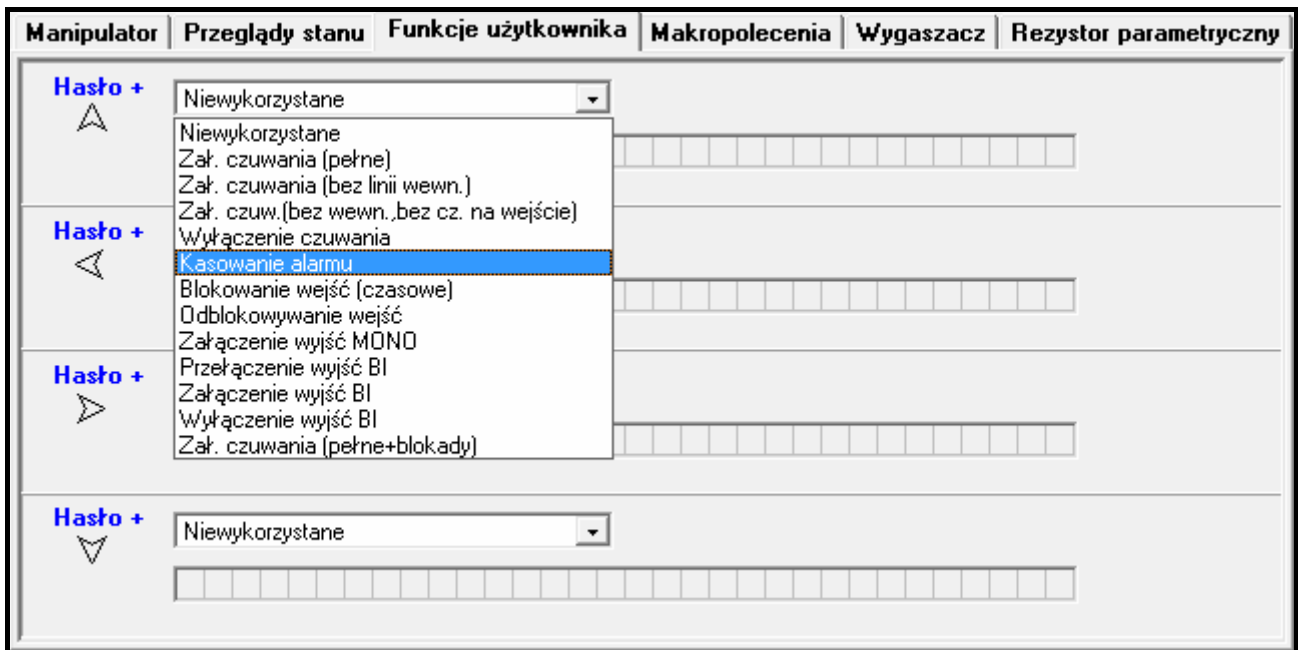 Manipulator Przeglądy stanu Funkcje użytkownika Makropolecenia Wygaszacz Rezystor parametryczny
Hasło +
Niewykorzystane
Niewykorzystane
Zał. czuwania (pełne)
Zał. czuwania (bez linii wewn.)
Zał. czuw.(bez wewn.,bez cz. na wejście)
Hasło +
Wyłączenie czuwania
Kasowanie alarmu
Blokowanie wejść (czasowe)
Odblokowywanie wejść
Załączenie wyjść MONO
Hasło +
Przełączenie wyjść BI
Załączenie wyjść BI
Wyłączenie wyjść BI
Zał. czuwania (pełne+blokady)
Hasło +
Niewykorzystane